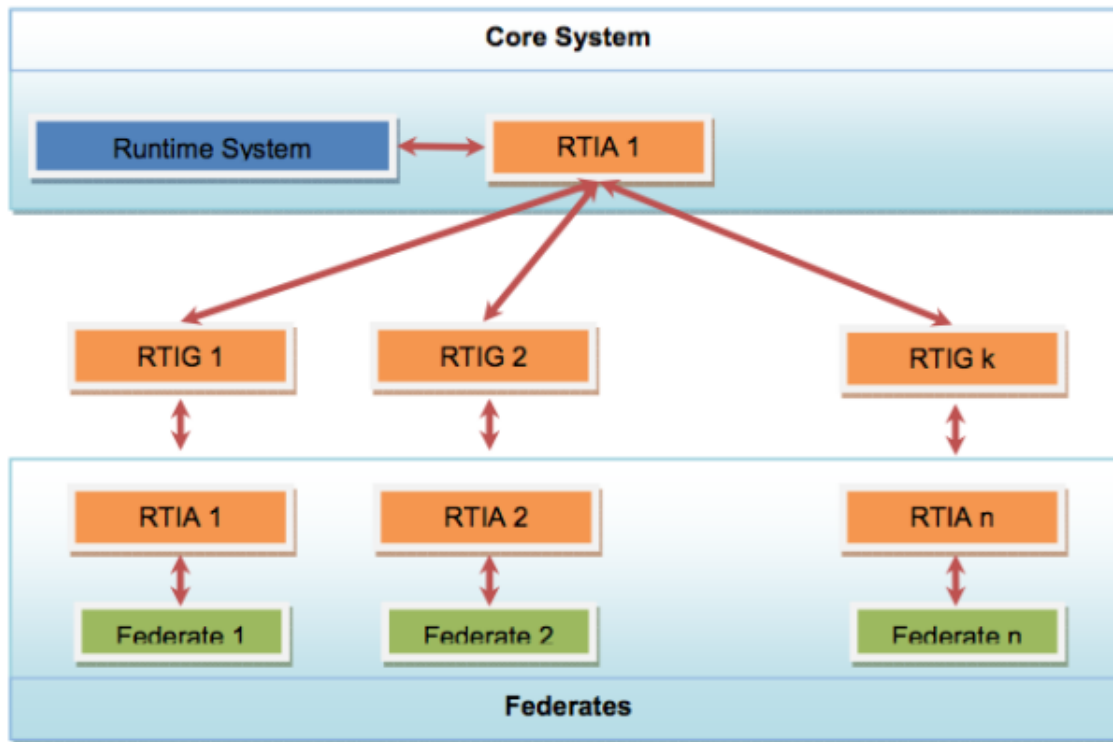 Core System
Runtime System
RTIA 1
RTIG 1
RTIG 2
RTIG k
RTIA 1
RTIA 2
RTIA n
Federate 1
Federate 2
Federate n
Federates